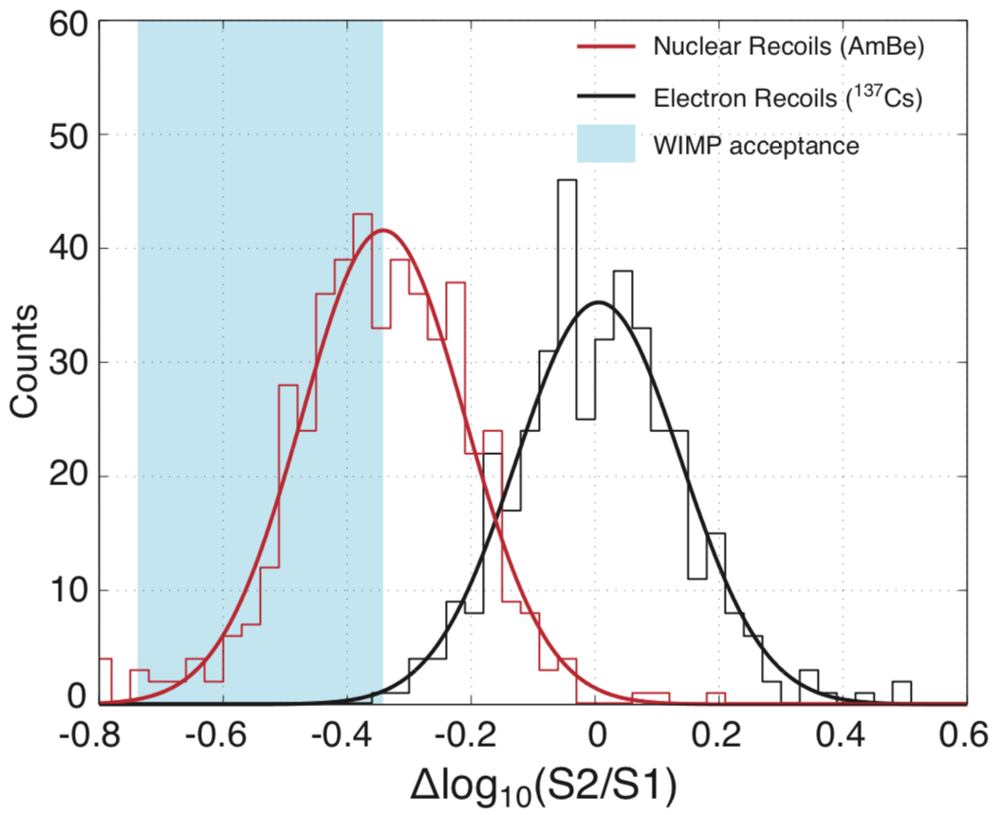 60
50
40
30
20
10
0
Counts
Nuclear Recoils (AmBe)
Electron Recoils (¹³⁷Cs)
WIMP acceptance
-0.8 -0.6 -0.4 -0.2 0 0.2 0.4 0.6
Δlog₁₀(S2/S1)